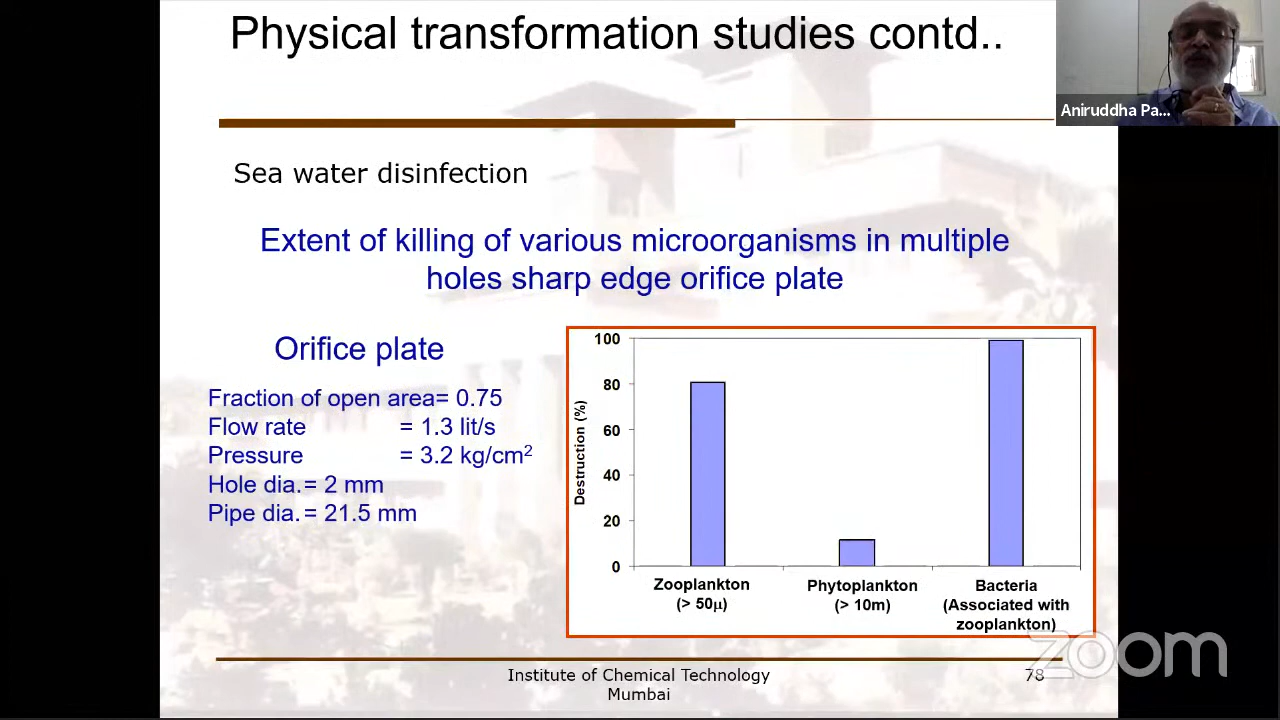 Physical transformation studies contd..
Aniruddha Pa...
Sea water disinfection
Extent of killing of various microorganisms in multiple
holes sharp edge orifice plate
Orifice plate
Fraction of open area= 0.75
Flow rate = 1.3 lit/s
Pressure = 3.2 kg/cm²
Hole dia.= 2 mm
Pipe dia. = 21.5 mm
Destruction (%)
100
80
60
40
20
0
Zooplankton
(> 50µ)
Phytoplankton
(> 10m)
Bacteria
(Associated with
zooplankton)
Institute of Chemical Technology
Mumbai
78
zoom